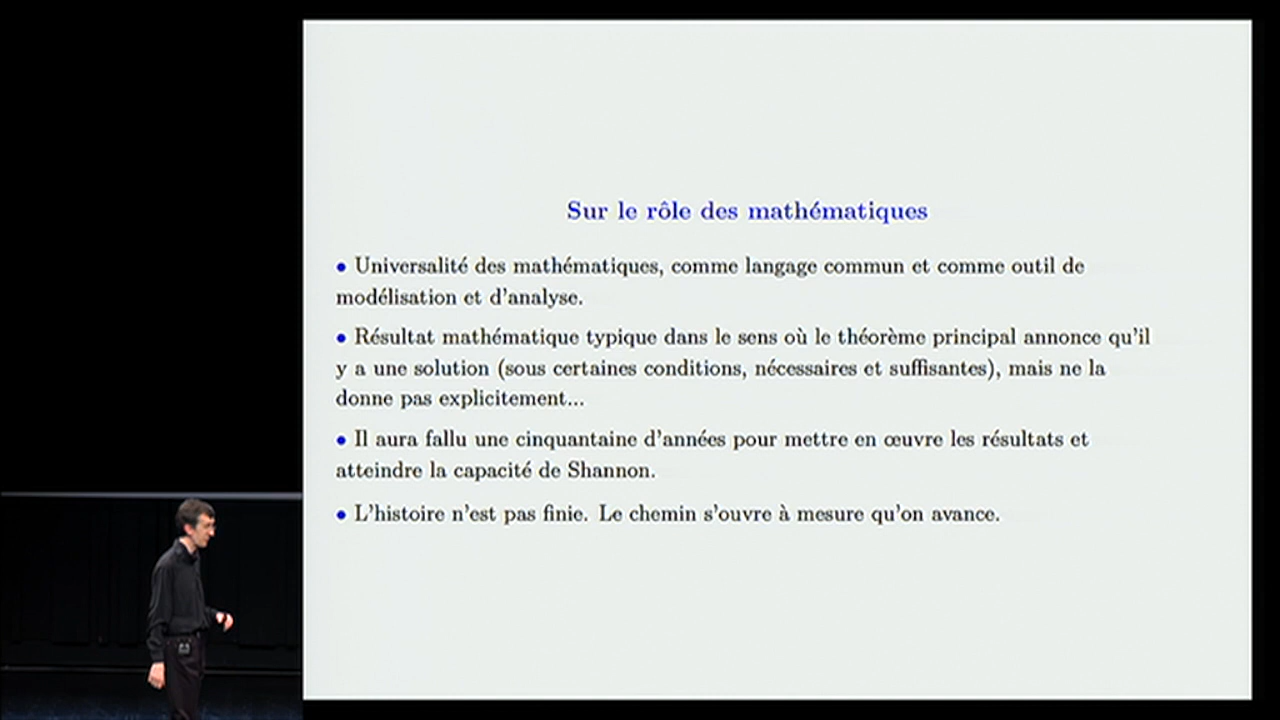 Sur le rôle des mathématiques
• Universalité des mathématiques, comme langage commun et comme outil de
modélisation et d'analyse.
• Résultat mathématique typique dans le sens où le théorème principal annonce qu'il
y a une solution (sous certaines conditions, nécessaires et suffisantes), mais ne la
donne pas explicitement...
• Il aura fallu une cinquantaine d'années pour mettre en œuvre les résultats et
atteindre la capacité de Shannon.
• L'histoire n'est pas finie. Le chemin s'ouvre à mesure qu'on avance.